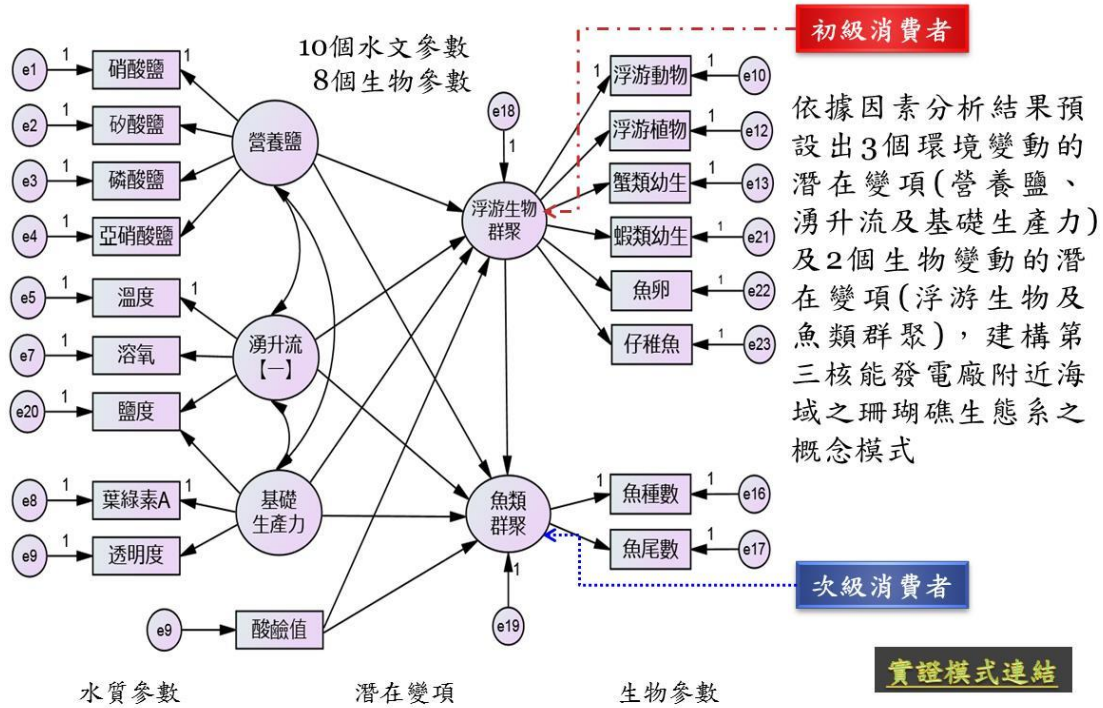 初級消費者
10個水文參數
8個生物參數
e1
1
硝酸鹽
1
e2
1
矽酸鹽
e3
1
磷酸鹽
e4
1
亞硝酸鹽
營養鹽
e5
1
溫度
1
e7
1
溶氧
e20
1
鹽度
湧升流
【一】
e8
1
葉綠素A
1
e9
1
透明度
基礎
生產力
e9
酸鹼值
e18
1
浮游生物
群聚
1
浮游動物
1
e10
浮游植物
1
e12
蟹類幼生
1
e13
蝦類幼生
1
e21
魚卵
1
e22
仔稚魚
1
e23
魚類
群聚
1
e19
1
魚種數
1
e16
魚尾數
1
e17
依據因素分析結果預
設出3個環境變動的
潛在變項(營養鹽、
湧升流及基礎生產力)
及2個生物變動的潛
在變項(浮游生物及
魚類群聚)，建構第
三核能發電廠附近海
域之珊瑚礁生態系之
概念模式
次級消費者
實證模式連結
水質參數
潛在變項
生物參數